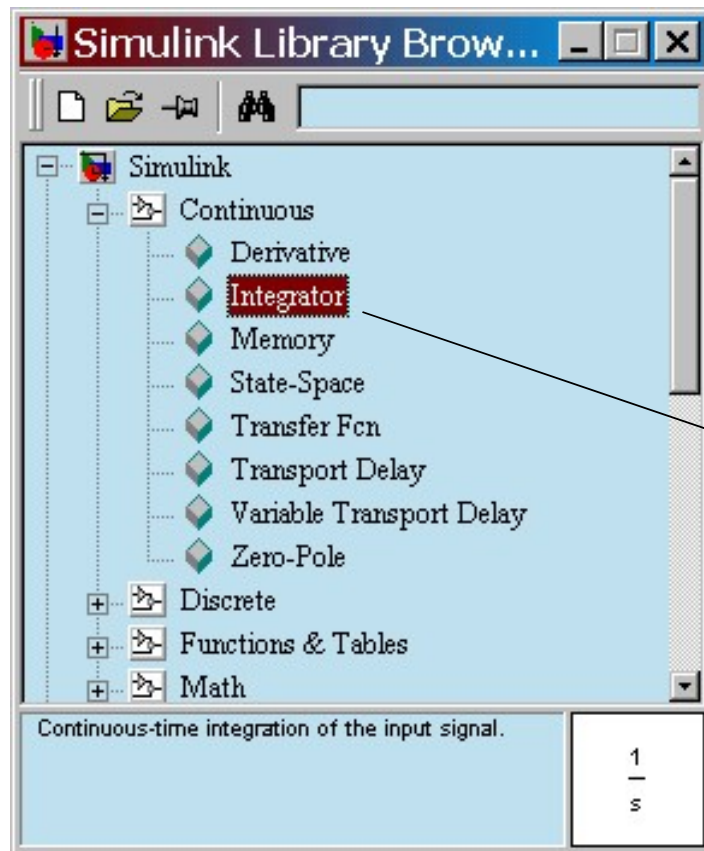 Simulink Library Brow...
Simulink
Continuous
Derivative
Integrator
Memory
State-Space
Transfer Fcn
Transport Delay
Variable Transport Delay
Zero-Pole
Discrete
Functions & Tables
Math
Continuous-time integration of the input signal.
1
s